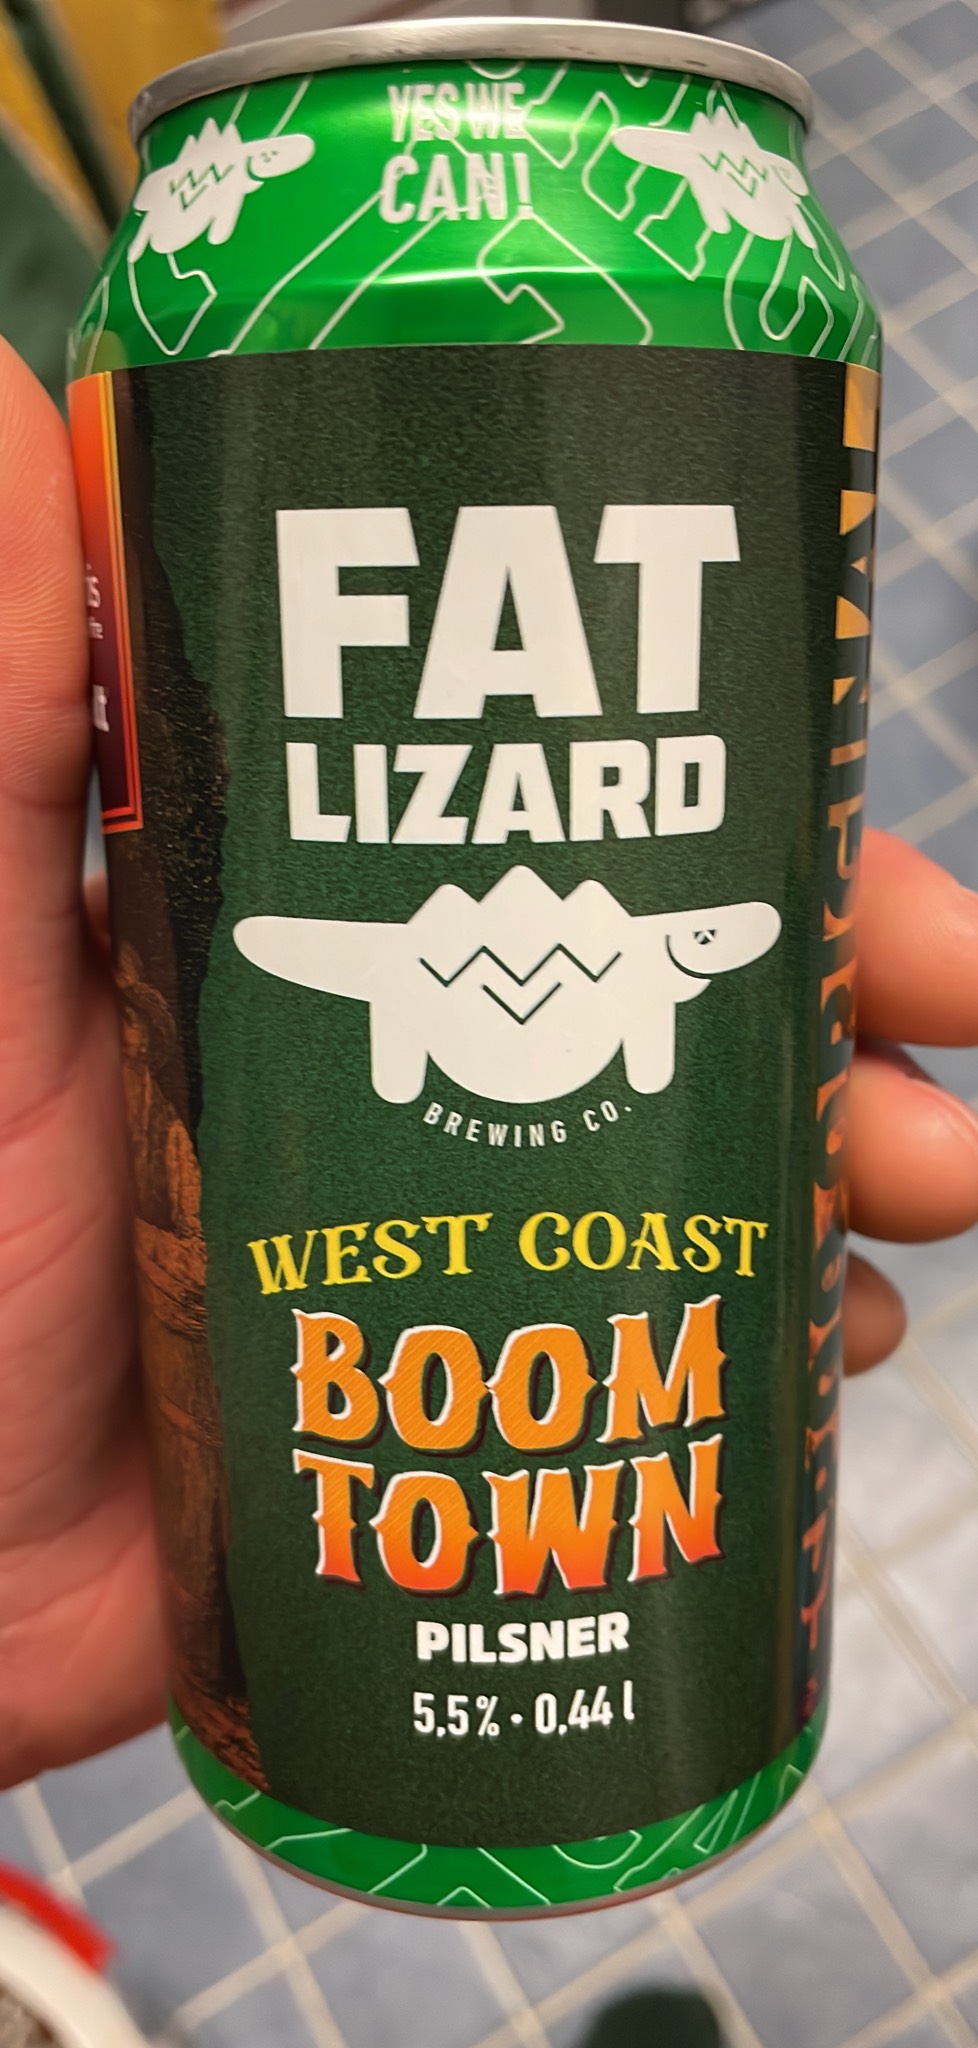 YES WE
CAN!
FAT
LIZARD
BREWING CO.
WEST COAST
BOOM
TOWN
PILSNER
5,5% • 0,44 l